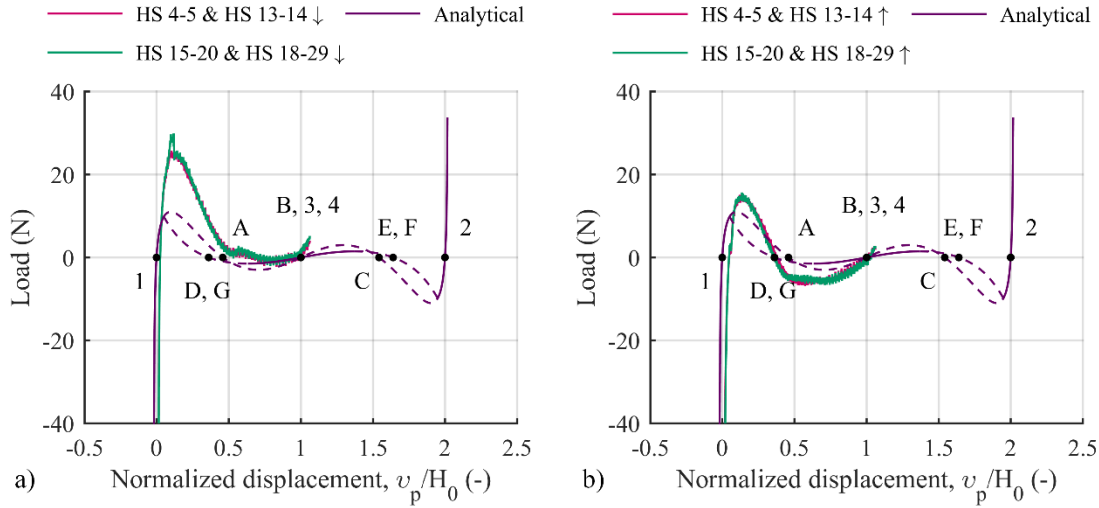 HS 4-5 & HS 13-14 ↓
Analytical
HS 15-20 & HS 18-29 ↓
40
20
0
-20
-40
Load (N)
1
A
D, G
B, 3, 4
C
E, F
2
-0.5
0
0.5
1
1.5
2
2.5
a)
Normalized displacement, υp/H0 (-)
HS 4-5 & HS 13-14 ↑
Analytical
HS 15-20 & HS 18-29 ↑
40
20
0
-20
-40
Load (N)
1
A
D, G
B, 3, 4
C
E, F
2
-0.5
0
0.5
1
1.5
2
2.5
b)
Normalized displacement, υp/H0 (-)